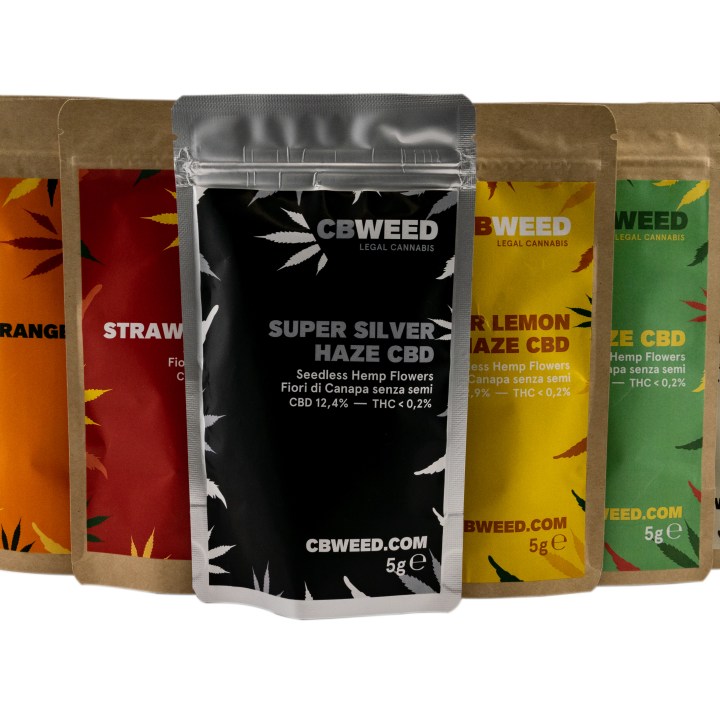 RANGE
STRAW
Fio
C
CBWEED
LEGAL CANNABIS
SUPER SILVER
HAZE CBD
Seedless Hemp Flowers
Fiori di Canapa senza semi
CBD 12,4% — THC < 0,2%
CBWEED.COM
5g ℮
BWEED
LEGAL CANNABIS
R LEMON
HAZE CBD
less Hemp Flowers
Canapa senza semi
,9% — THC < 0,2%
BWEED.COM
5g ℮
WEED
LEGAL CANNABIS
ZE CBD
Hemp Flowers
Canapa senza semi
THC < 0,2%
WEED.COM
5g ℮